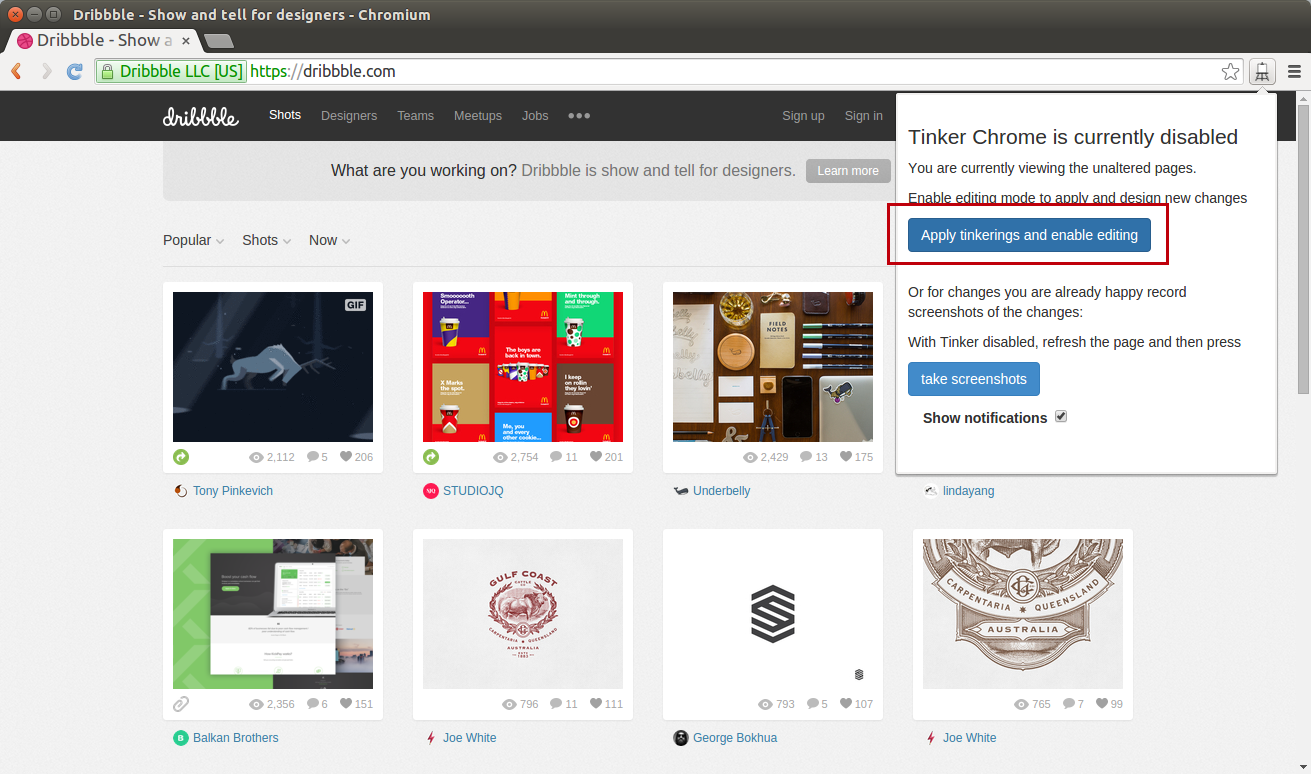 Dribbble - Show and tell for designers - Chromium
Dribbble - Show a
Dribbble LLC [US] https://dribbble.com
dribbble Shots Designers Teams Meetups Jobs Sign up Sign in
What are you working on? Dribbble is show and tell for designers. Learn more
Popular Shots Now
Tinker Chrome is currently disabled
You are currently viewing the unaltered pages.
Enable editing mode to apply and design new changes
Apply tinkerings and enable editing
Or for changes you are already happy record
screenshots of the changes:
With Tinker disabled, refresh the page and then press
take screenshots
Show notifications
GIF
Smooooooth
Operator...
Mint through
and through.
The boys are
back in town.
X Marks
the spot.
I keep
on rollin
they lovin'
Me, you
and every
other cookie...
FIELD
NOTES
2,112 5 206
2,754 11 201
2,429 13 175
Tony Pinkevich
STUDIOJQ
Underbelly
lindayang
GULF COAST
CATTLE
CARPENTARIA QUEENSLAND
AUSTRALIA
CARPENTARIA QUEENSLAND
AUSTRALIA
2,356 6 151
796 11 111
793 5 107
765 7 99
B Balkan Brothers
Joe White
George Bokhua
Joe White